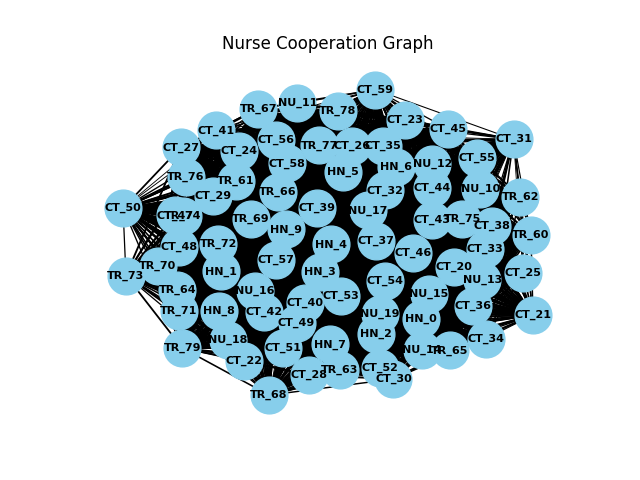 Nurse Cooperation Graph
CT_59
NU_11
TR_67
TR_78
CT_23
CT_45
CT_41
CT_31
CT_56
CT_27
CT_24
TR_77
CT_26
CT_35
CT_55
CT_58
NU_12
HN_6
HN_5
TR_76
TR_61
CT_44
NU_10
CT_32
TR_66
CT_29
TR_62
CT_50
CT_39
NU_17
TR_74
TR_69
CT_43
TR_75
CT_38
HN_9
TR_60
CT_37
TR_72
HN_4
CT_48
CT_33
CT_46
CT_57
TR_70
CT_20
HN_1
HN_3
CT_25
TR_73
NU_13
CT_54
TR_64
NU_16
NU_15
CT_53
CT_40
CT_36
TR_71
HN_8
CT_42
NU_19
CT_21
HN_0
CT_49
HN_2
NU_18
CT_34
HN_7
TR_79
CT_51
NU_14
TR_65
CT_22
CT_52
TR_63
CT_28
CT_30
TR_68